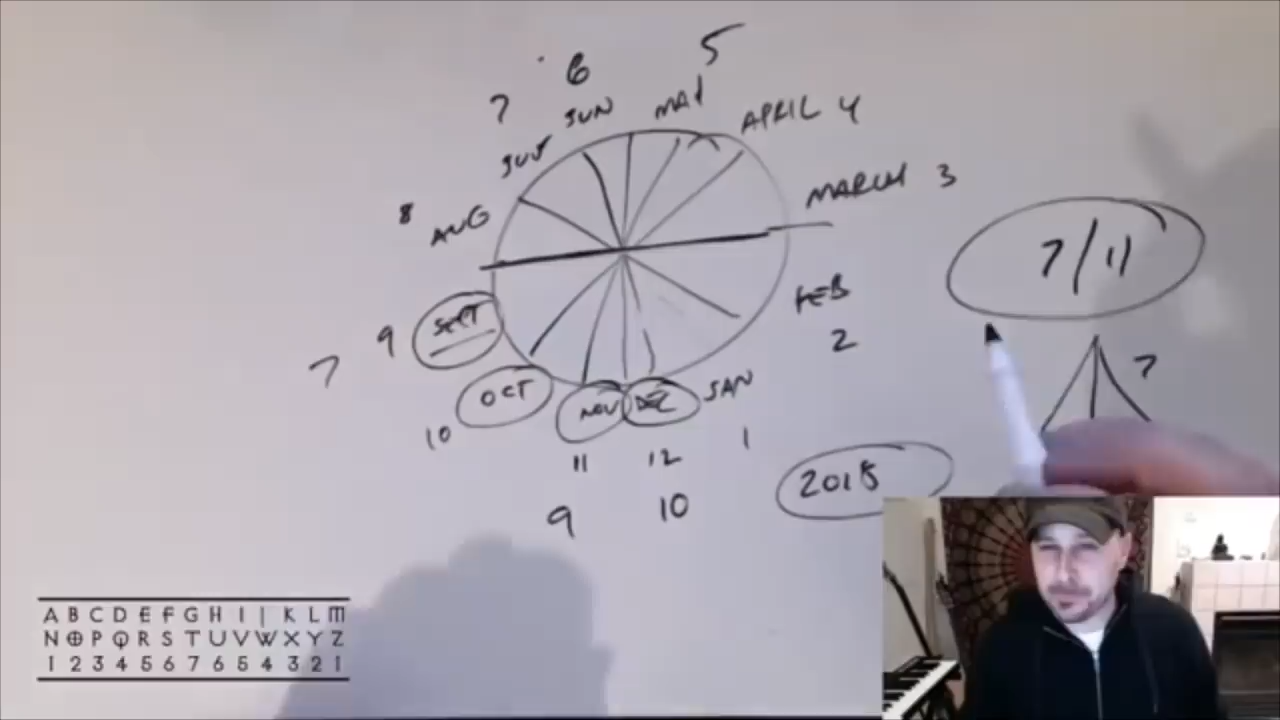 5
6
7
JUN
MAY
APRIL 4
MARCH 3
8
AUG
7/11
FEB
2
9
SEPT
7
7
OCT
NOV
DEC
JAN
10
11
12
1
2015
9
10
A B C D E F G H I | K L M
N O P Q R S T U V W X Y Z
1 2 3 4 5 6 7 6 5 4 3 2 1